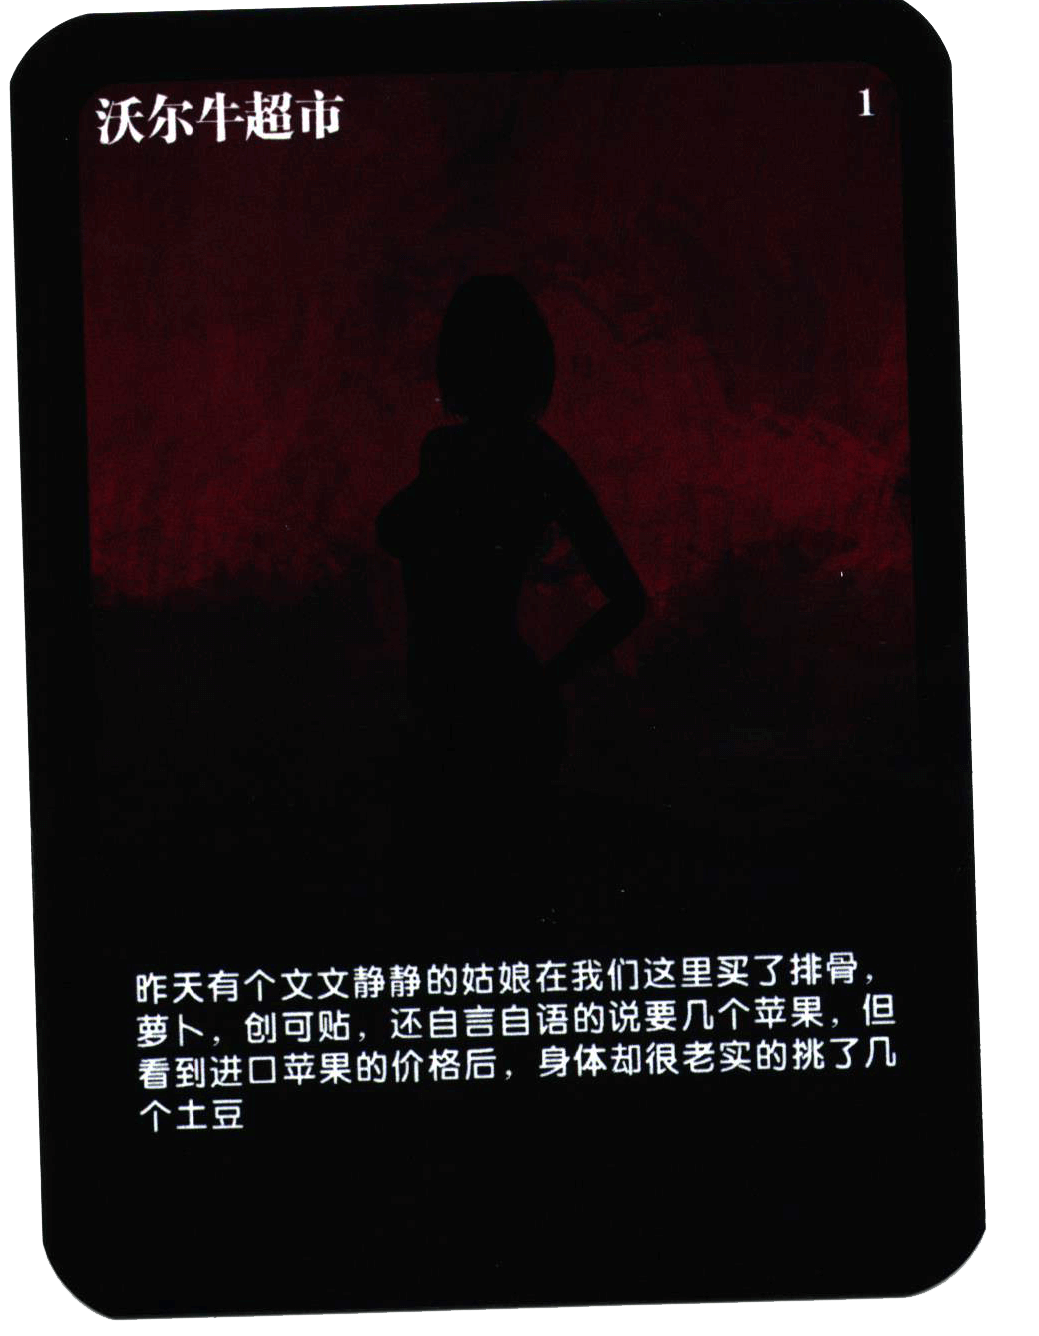 沃尔牛超市
1
昨天有个文文静静的姑娘在我们这里买了排骨，
萝卜，创可贴，还自言自语的说要几个苹果，但
看到进口苹果的价格后，身体却很老实的挑了几
个土豆